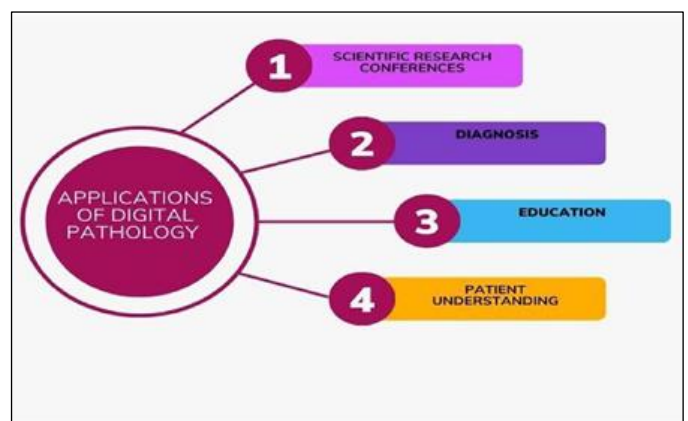 APPLICATIONS
OF DIGITAL
PATHOLOGY
1
SCIENTIFIC RESEARCH
CONFERENCES
2
DIAGNOSIS
3
EDUCATION
4
PATIENT
UNDERSTANDING